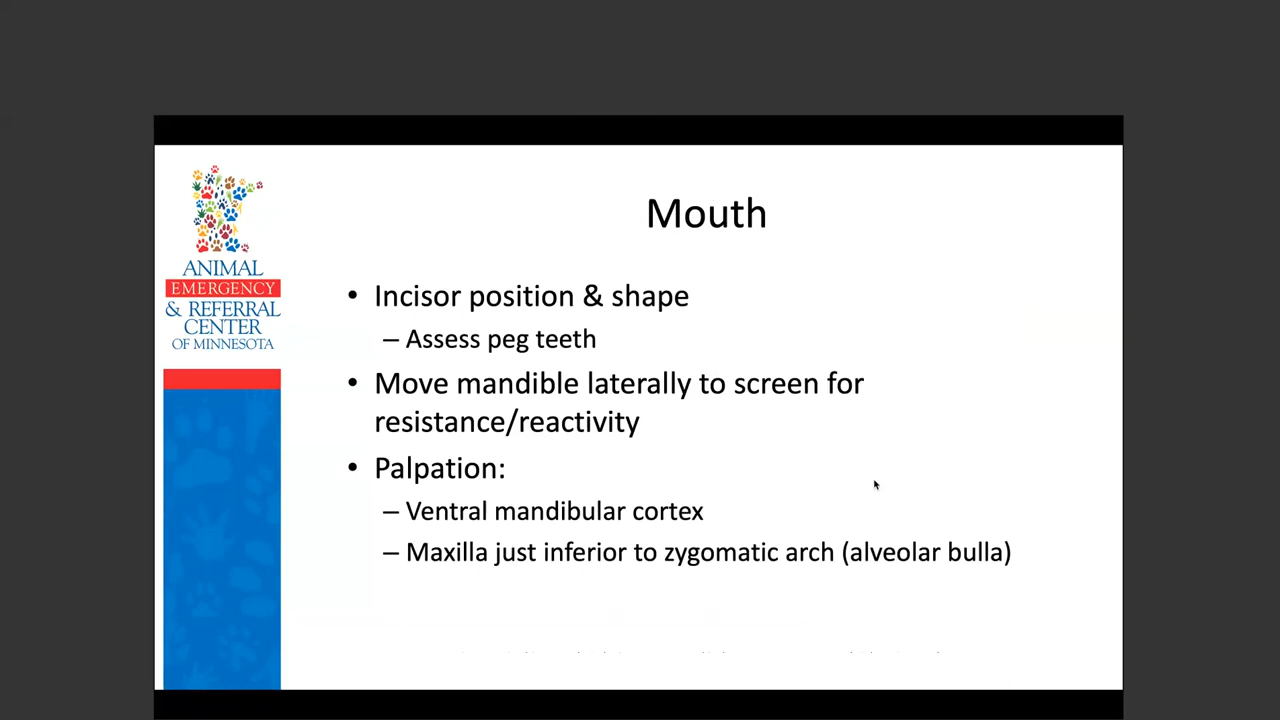 ANIMAL
EMERGENCY
& REFERRAL
CENTER
OF MINNESOTA
Mouth
• Incisor position & shape
– Assess peg teeth
• Move mandible laterally to screen for
resistance/reactivity
• Palpation:
– Ventral mandibular cortex
– Maxilla just inferior to zygomatic arch (alveolar bulla)